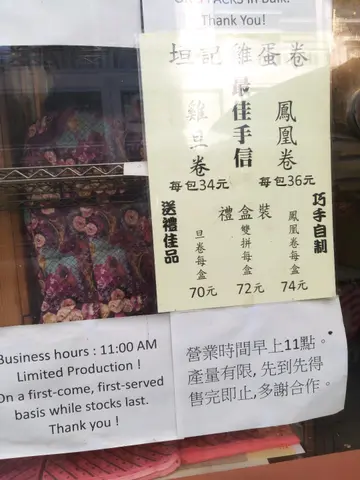 PACKS in bulk.
Thank You!
坦記雞蛋卷
最佳手信
雞旦卷
每包34元
鳳凰卷
每包36元
送禮佳品
禮盒裝
巧手自制
旦卷每盒
70元
雙拼每盒
72元
鳳凰卷每盒
74元
Business hours : 11:00 AM
Limited Production !
On a first-come, first-served
basis while stocks last.
Thank you !
營業時間早上11點。*
產量有限, 先到先得
售完即止, 多謝合作。